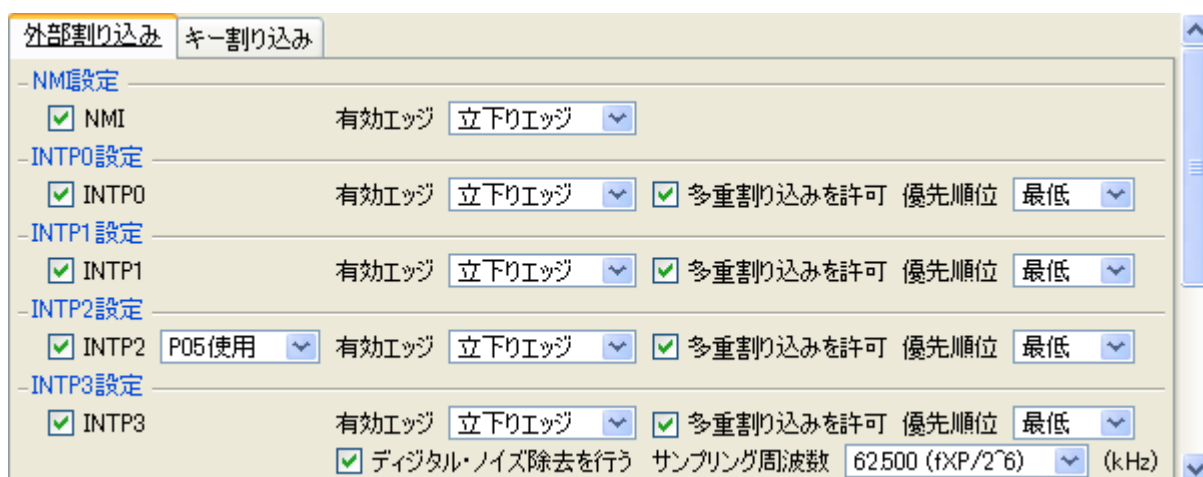 外部割り込み キー割り込み
NMI設定
NMI 有効エッジ 立下りエッジ
INTP0設定
INTP0 有効エッジ 立下りエッジ 多重割り込みを許可 優先順位 最低
INTP1設定
INTP1 有効エッジ 立下りエッジ 多重割り込みを許可 優先順位 最低
INTP2設定
INTP2 P05使用 有効エッジ 立下りエッジ 多重割り込みを許可 優先順位 最低
INTP3設定
INTP3 有効エッジ 立下りエッジ 多重割り込みを許可 優先順位 最低
ディジタル・ノイズ除去を行う サンプリング周波数 62.500 (fXP/2^6) (kHz)